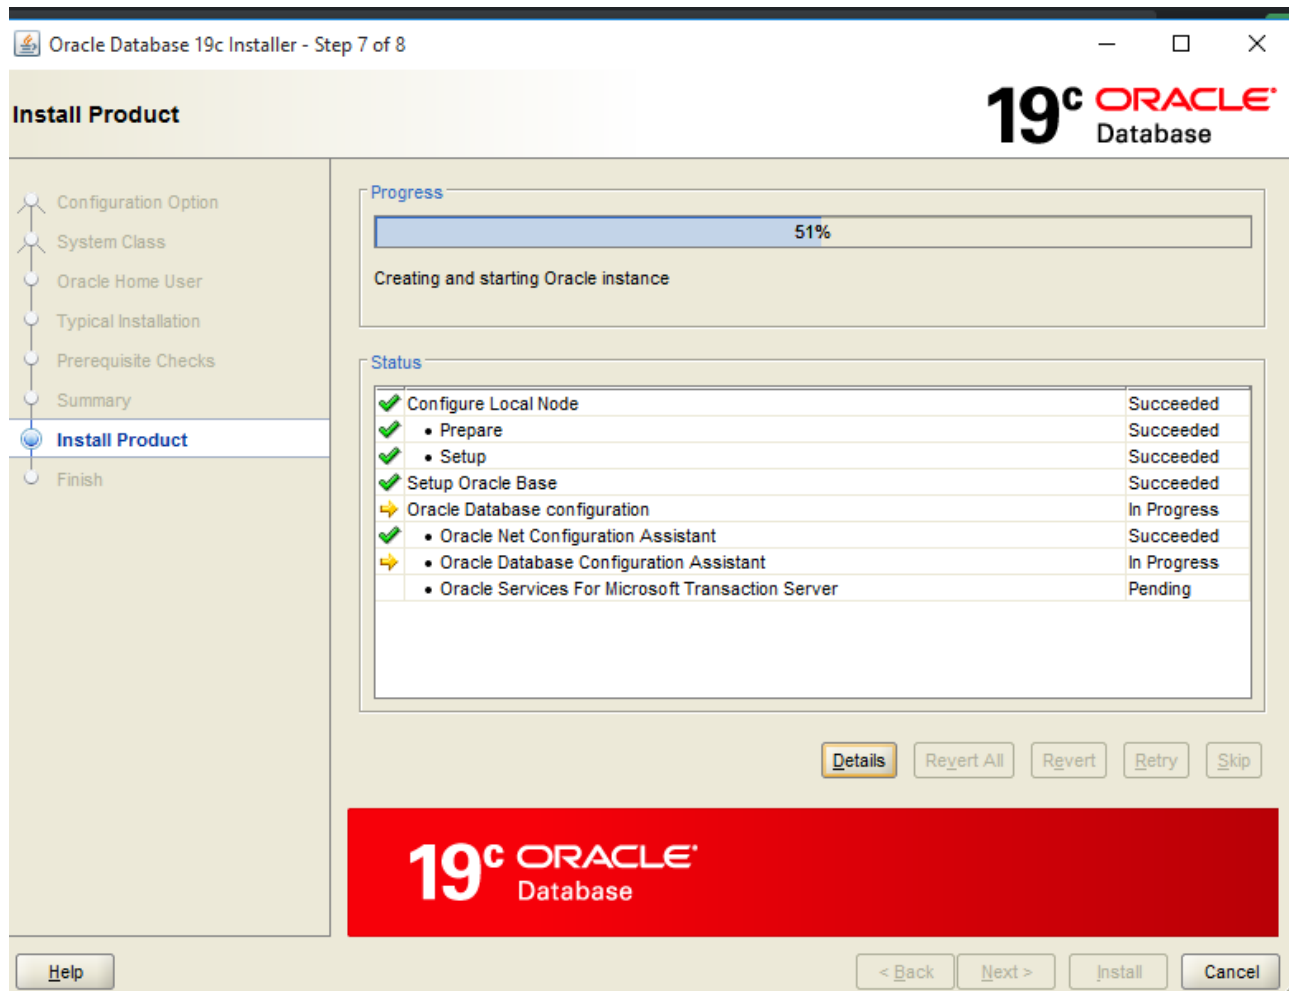 Oracle Database 19c Installer - Step 7 of 8
Install Product
19c ORACLE
Database
Configuration Option
System Class
Oracle Home User
Typical Installation
Prerequisite Checks
Summary
Install Product
Finish
Progress
51%
Creating and starting Oracle instance
Status
Configure Local Node Succeeded
• Prepare Succeeded
• Setup Succeeded
Setup Oracle Base Succeeded
Oracle Database configuration In Progress
• Oracle Net Configuration Assistant Succeeded
• Oracle Database Configuration Assistant In Progress
• Oracle Services For Microsoft Transaction Server Pending
Details Revert All Revert Retry Skip
19c ORACLE
Database
Help < Back Next > Install Cancel